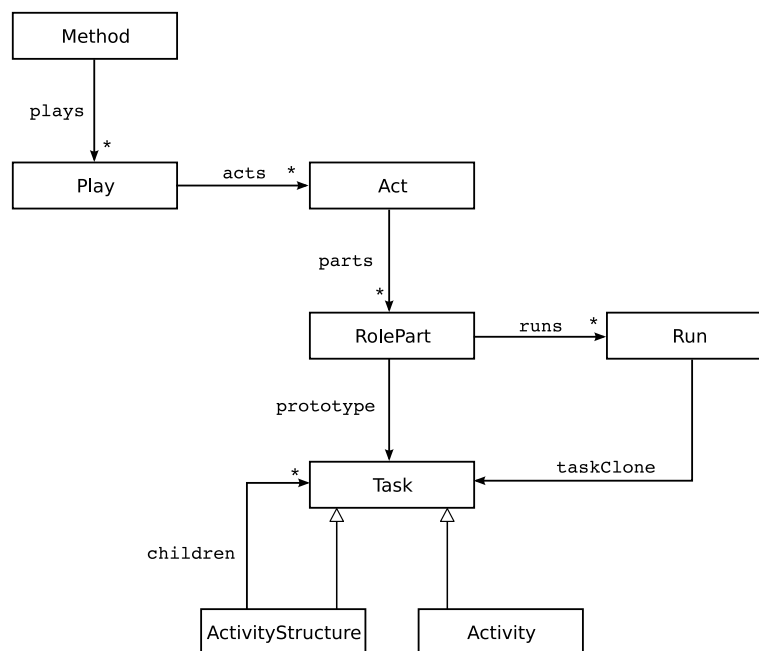 Method
plays
*
Play
acts *
Act
parts
*
RolePart
runs *
Run
prototype
taskClone
*
Task
children
ActivityStructure
Activity